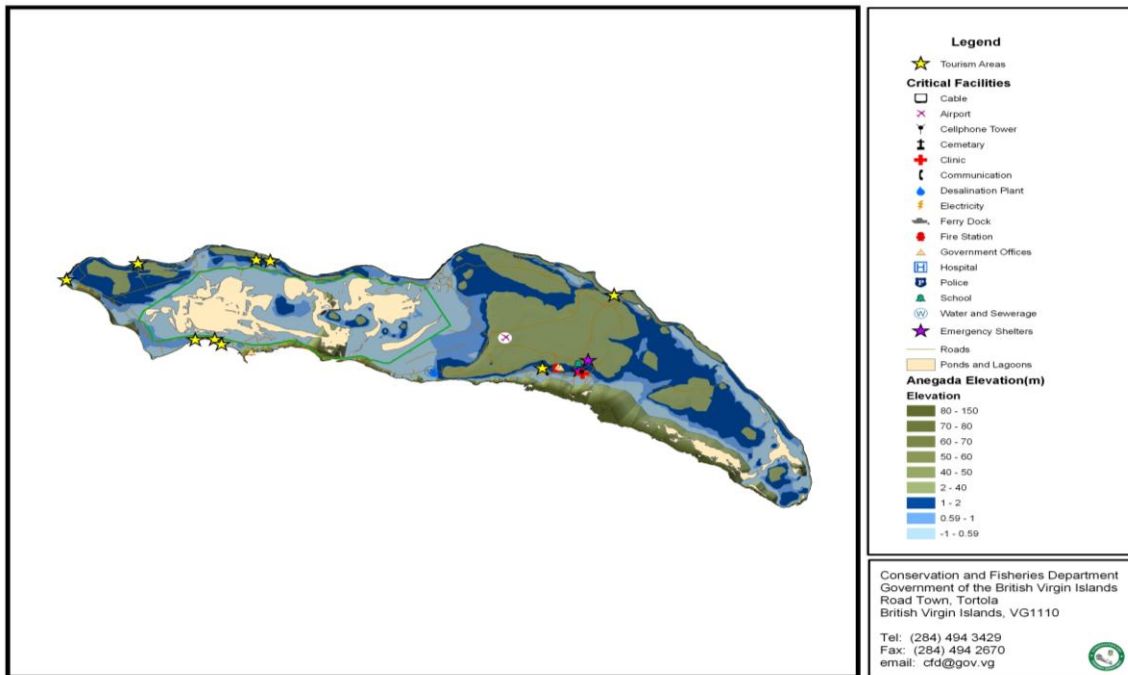 Legend
Tourism Areas
Critical Facilities
Cable
Airport
Cellphone Tower
Cemetary
Clinic
Communication
Desalination Plant
Electricity
Ferry Dock
Fire Station
Government Offices
Hospital
Police
School
Water and Sewerage
Emergency Shelters
Roads
Ponds and Lagoons
Anegada Elevation(m)
Elevation
80 - 150
70 - 80
60 - 70
50 - 60
40 - 50
2 - 40
1 - 2
0.59 - 1
-1 - 0.59
Conservation and Fisheries Department
Government of the British Virgin Islands
Road Town, Tortola
British Virgin Islands, VG1110
Tel: (284) 494 3429
Fax: (284) 494 2670
email: cfd@gov.vg